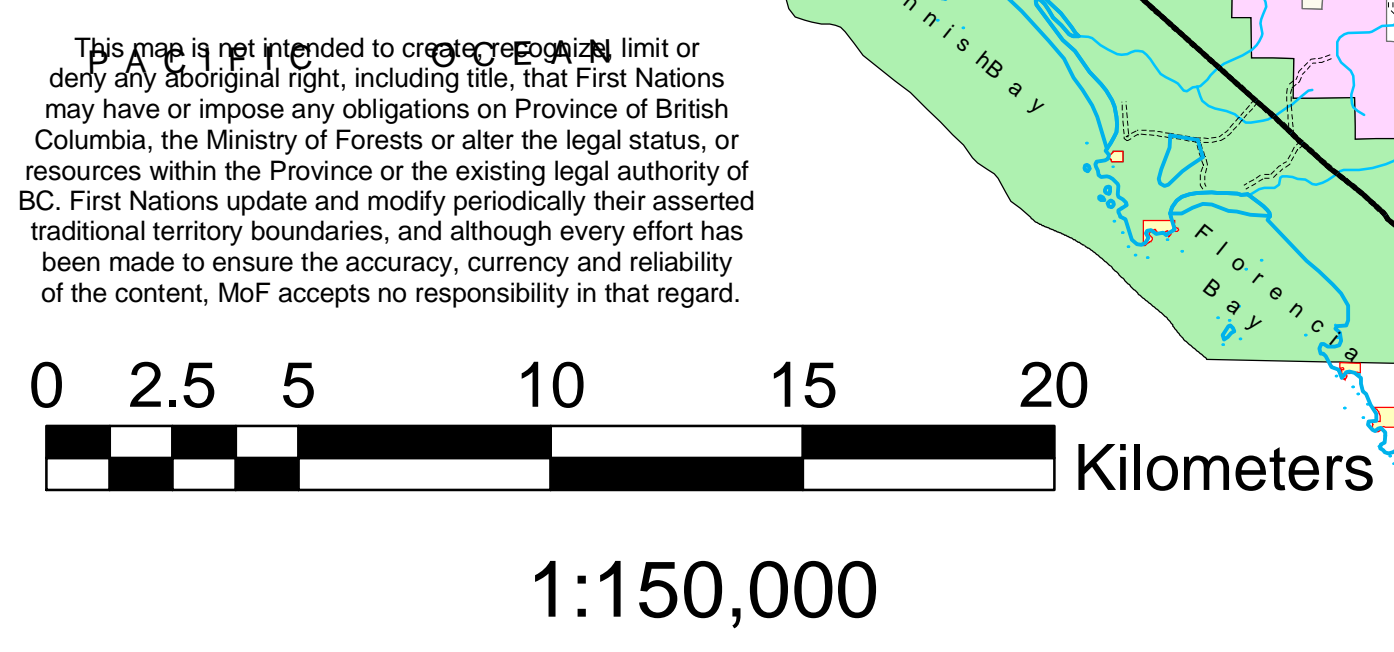 This map is not intended to create, recognize, limit or
PACIFIC OCEAN
deny any aboriginal right, including title, that First Nations
may have or impose any obligations on Province of British
Columbia, the Ministry of Forests or alter the legal status, or
resources within the Province or the existing legal authority of
BC. First Nations update and modify periodically their asserted
traditional territory boundaries, and although every effort has
been made to ensure the accuracy, currency and reliability
of the content, MoF accepts no responsibility in that regard.
nnish Bay
Florencia
Bay
0 2.5 5 10 15 20
Kilometers
1:150,000